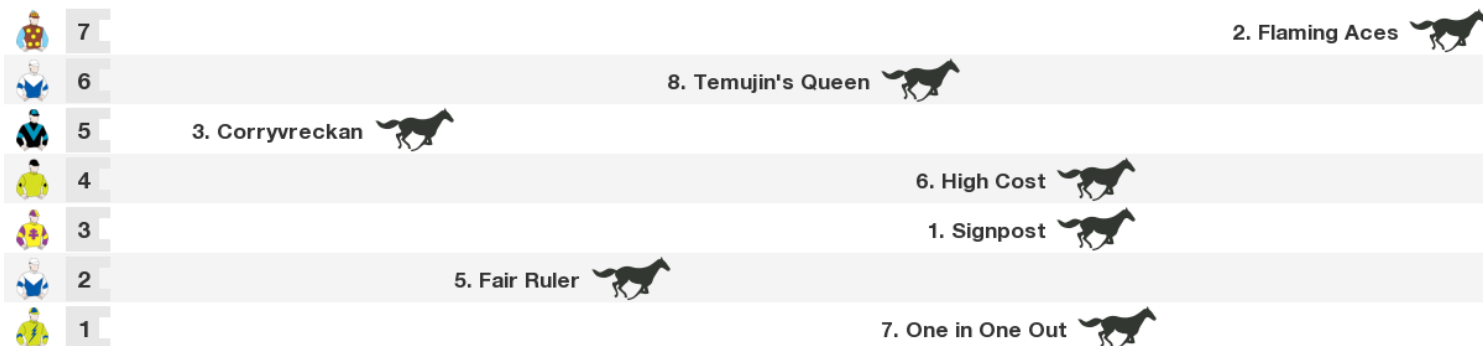 7 2. Flaming Aces
6 8. Temujin's Queen
5 3. Corryvreckan
4 6. High Cost
3 1. Signpost
2 5. Fair Ruler
1 7. One in One Out